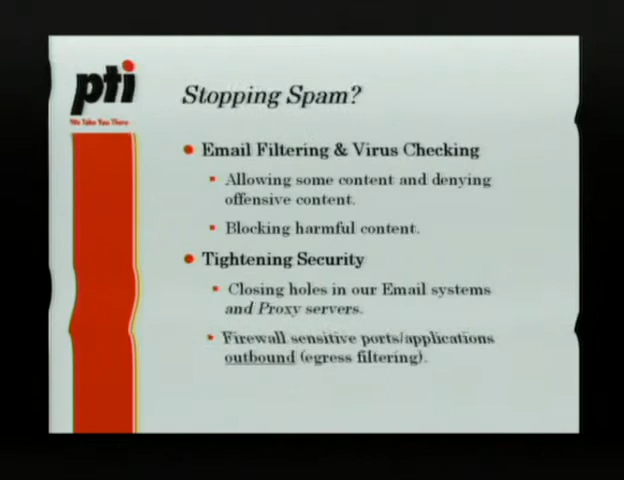 pti
We Take You There
Stopping Spam?
Email Filtering & Virus Checking
Allowing some content and denying
offensive content.
Blocking harmful content.
Tightening Security
Closing holes in our Email systems
and Proxy servers.
Firewall sensitive ports/applications
outbound (egress filtering).